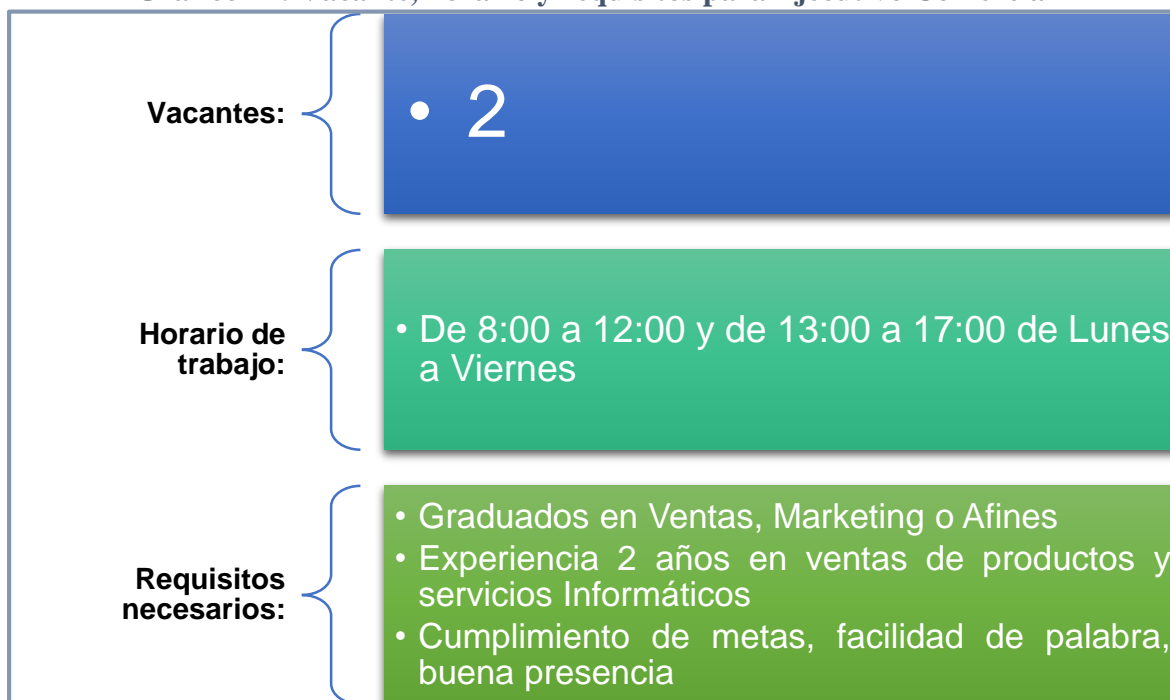 Vacantes:
• 2
Horario de
trabajo:
• De 8:00 a 12:00 y de 13:00 a 17:00 de Lunes
a Viernes
Requisitos
necesarios:
• Graduados en Ventas, Marketing o Afines
• Experiencia 2 años en ventas de productos y
servicios Informáticos
• Cumplimiento de metas, facilidad de palabra,
buena presencia